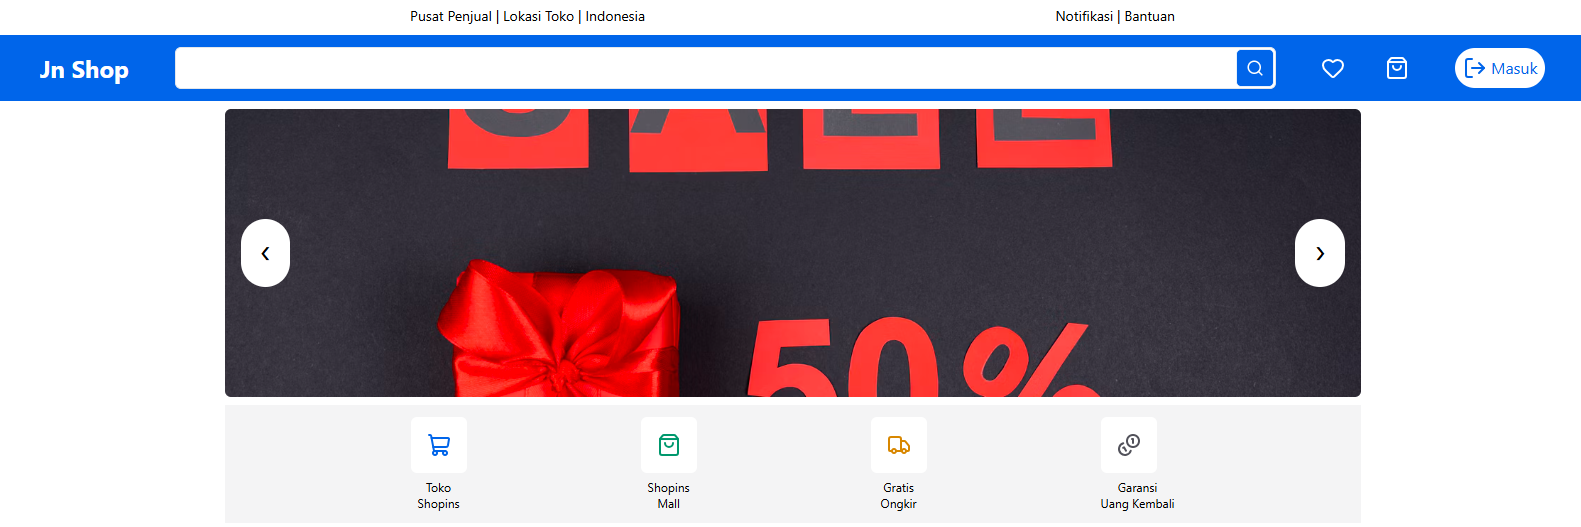 Pusat Penjual | Lokasi Toko | Indonesia
Notifikasi | Bantuan
Jn Shop
Masuk
SALE
50%
Toko
Shopins
Shopins
Mall
Gratis
Ongkir
Garansi
Uang Kembali